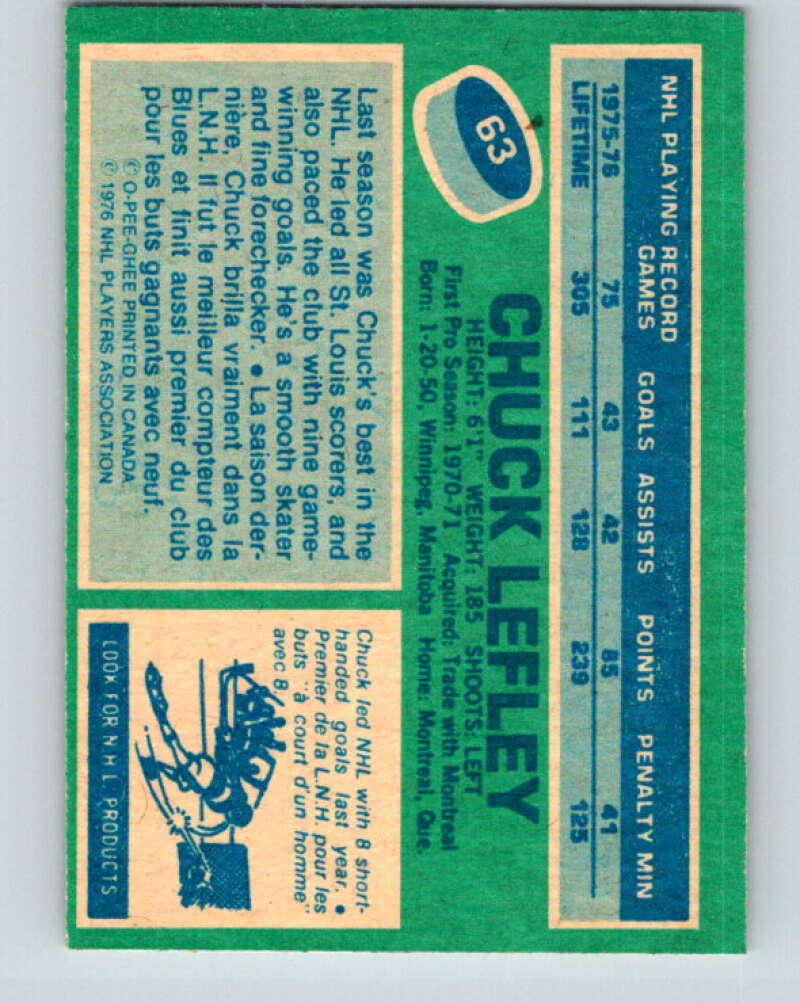 NHL PLAYING RECORD
GAMES GOALS ASSISTS POINTS PENALTY MIN
1975-76 75 43 42 85 41
LIFETIME 305 111 128 239 125
63
CHUCK LEFLEY
HEIGHT: 6'1" WEIGHT: 185 SHOOTS: LEFT
First Pro Season: 1970-71 Acquired: Trade with Montreal
Born: 1-20-50, Winnipeg, Manitoba Home: Montreal, Que.
Last season was Chuck's best in the
NHL. He led all St. Louis scorers, and
also paced the club with nine game-
winning goals. He's a smooth skater
and fine forechecker. • La saison der-
nière, Chuck brilla vraiment dans la
L.N.H. Il fut le meilleur compteur des
Blues et finit aussi premier du club
pour les buts gagnants avec neuf.
© O-PEE-CHEE PRINTED IN CANADA
© 1976 NHL PLAYERS ASSOCIATION
Chuck led NHL with 8 short-
handed goals last year. •
Premier de la L.N.H. pour les
buts "à court d'un homme"
avec 8.
LOOK FOR N H L PRODUCTS